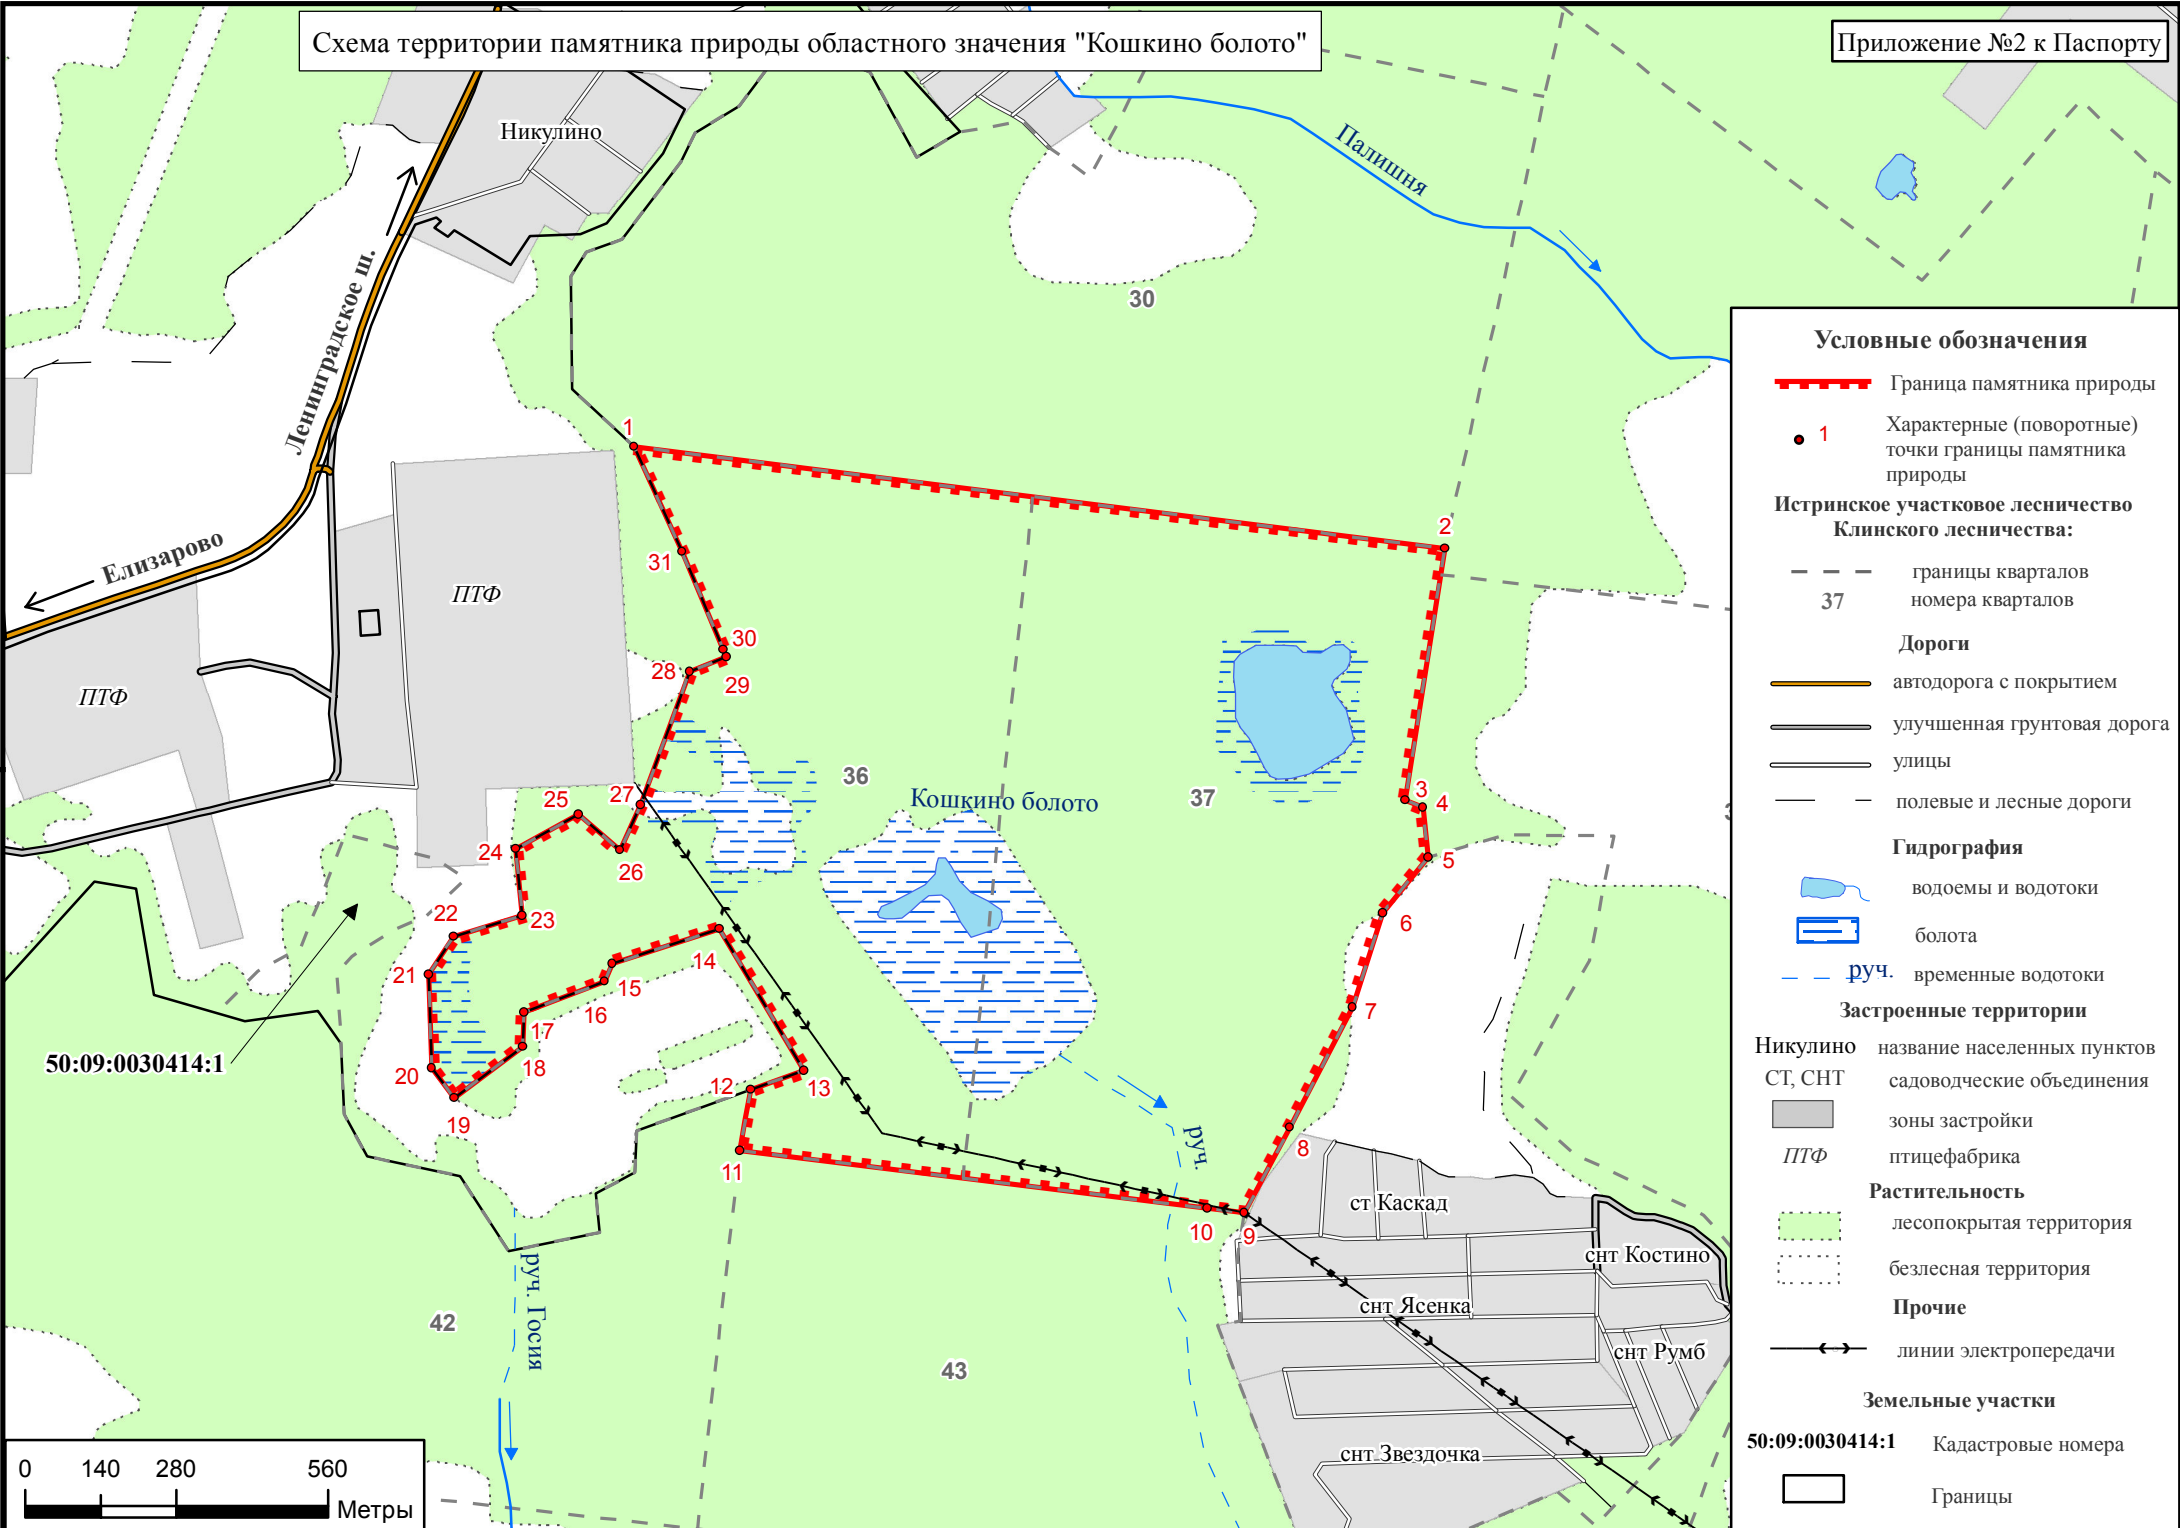 Схема территории памятника природы областного значения "Кошкино болото"
Приложение №2 к Паспорту
Никулино
Палишня
30
Ленинградское ш.
Елизарово
ПТФ
ПТФ
1
2
3
4
5
6
7
8
9
10
11
12
13
14
15
16
17
18
19
20
21
22
23
24
25
26
27
28
29
30
31
36
37
Кошкино болото
50:09:0030414:1
руч.
руч. Госия
42
43
ст Каскад
снт Костино
снт Ясенка
снт Румб
снт Звездочка
0 140 280 560
Метры
Условные обозначения
Граница памятника природы
1 Характерные (поворотные)
точки границы памятника
природы
Истринское участковое лесничество
Клинского лесничества:
границы кварталов
37 номера кварталов
Дороги
автодорога с покрытием
улучшенная грунтовая дорога
улицы
полевые и лесные дороги
Гидрография
водоемы и водотоки
болота
руч. временные водотоки
Застроенные территории
Никулино название населенных пунктов
СТ, СНТ садоводческие объединения
зоны застройки
ПТФ птицефабрика
Растительность
лесопокрытая территория
безлесная территория
Прочие
линии электропередачи
Земельные участки
50:09:0030414:1 Кадастровые номера
Границы